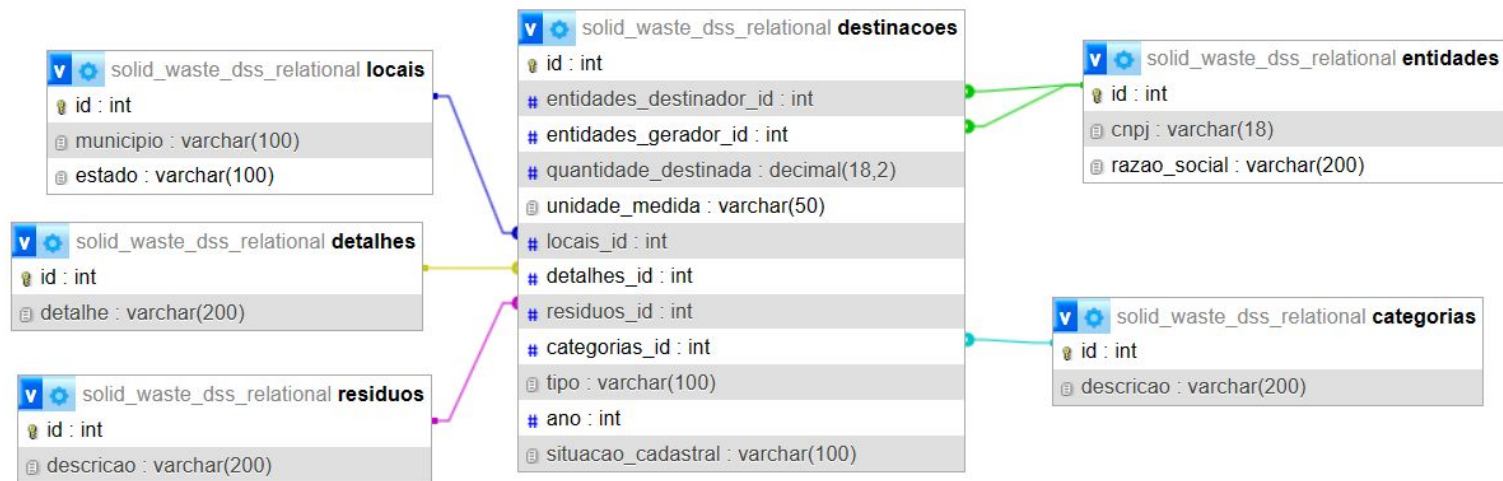 solid_waste_dss_relational locais
id : int
municipio : varchar(100)
estado : varchar(100)
solid_waste_dss_relational detalhes
id : int
detalhe : varchar(200)
solid_waste_dss_relational residuos
id : int
descricao : varchar(200)
solid_waste_dss_relational destinacoes
id : int
# entidades_destinador_id : int
# entidades_gerador_id : int
# quantidade_destinada : decimal(18,2)
unidade_medida : varchar(50)
# locais_id : int
# detalhes_id : int
# residuos_id : int
# categorias_id : int
tipo : varchar(100)
# ano : int
situacao_cadastral : varchar(100)
solid_waste_dss_relational entidades
id : int
cnpj : varchar(18)
razao_social : varchar(200)
solid_waste_dss_relational categorias
id : int
descricao : varchar(200)